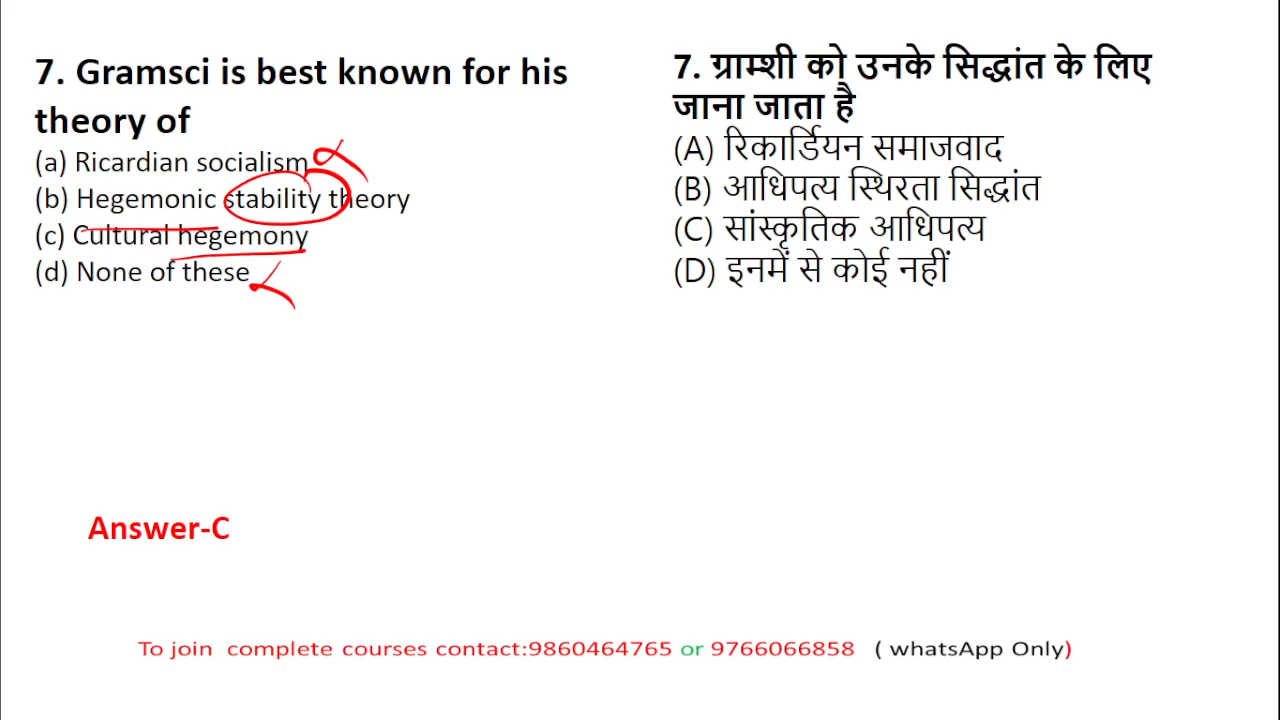 7. Gramsci is best known for his
theory of
(a) Ricardian socialism
(b) Hegemonic stability theory
(c) Cultural hegemony
(d) None of these
7. ग्राम्शी को उनके सिद्धांत के लिए
जाना जाता है
(A) रिकार्डियन समाजवाद
(B) आधिपत्य स्थिरता सिद्धांत
(C) सांस्कृतिक आधिपत्य
(D) इनमें से कोई नहीं
Answer-C
To join complete courses contact:9860464765 or 9766066858 ( whatsApp Only)